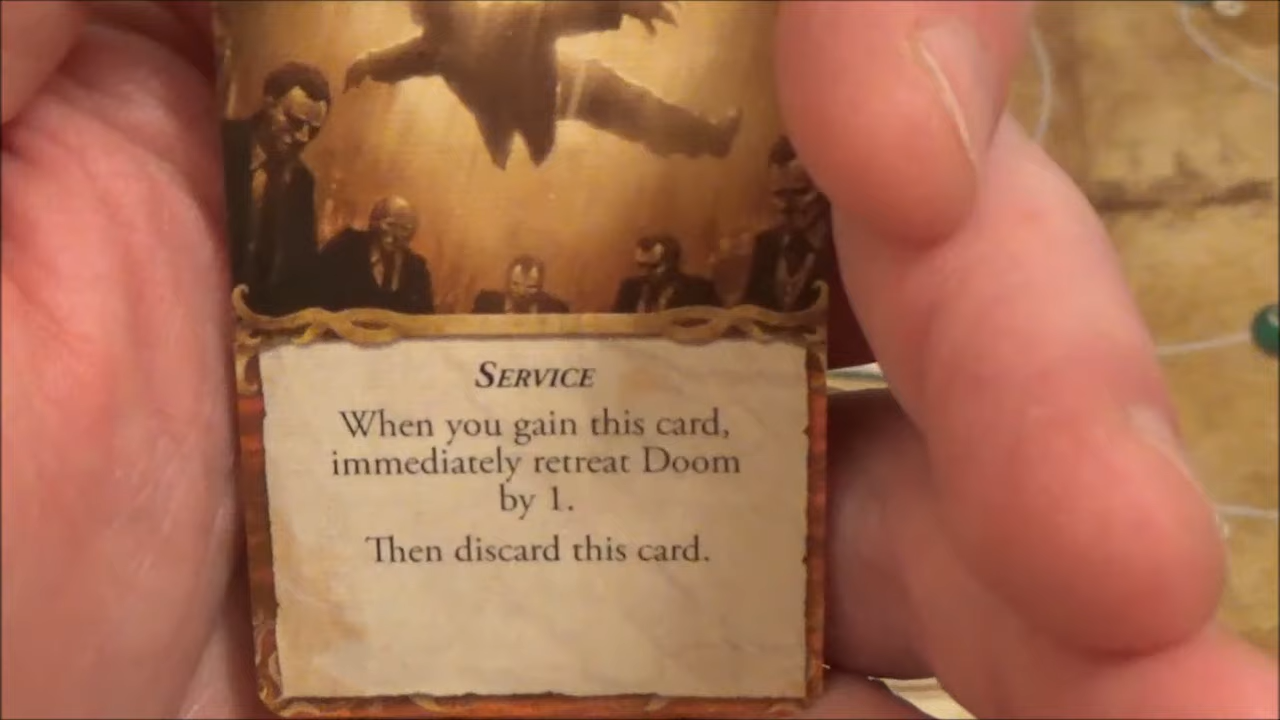 SERVICE
When you gain this card,
immediately retreat Doom
by 1.
Then discard this card.